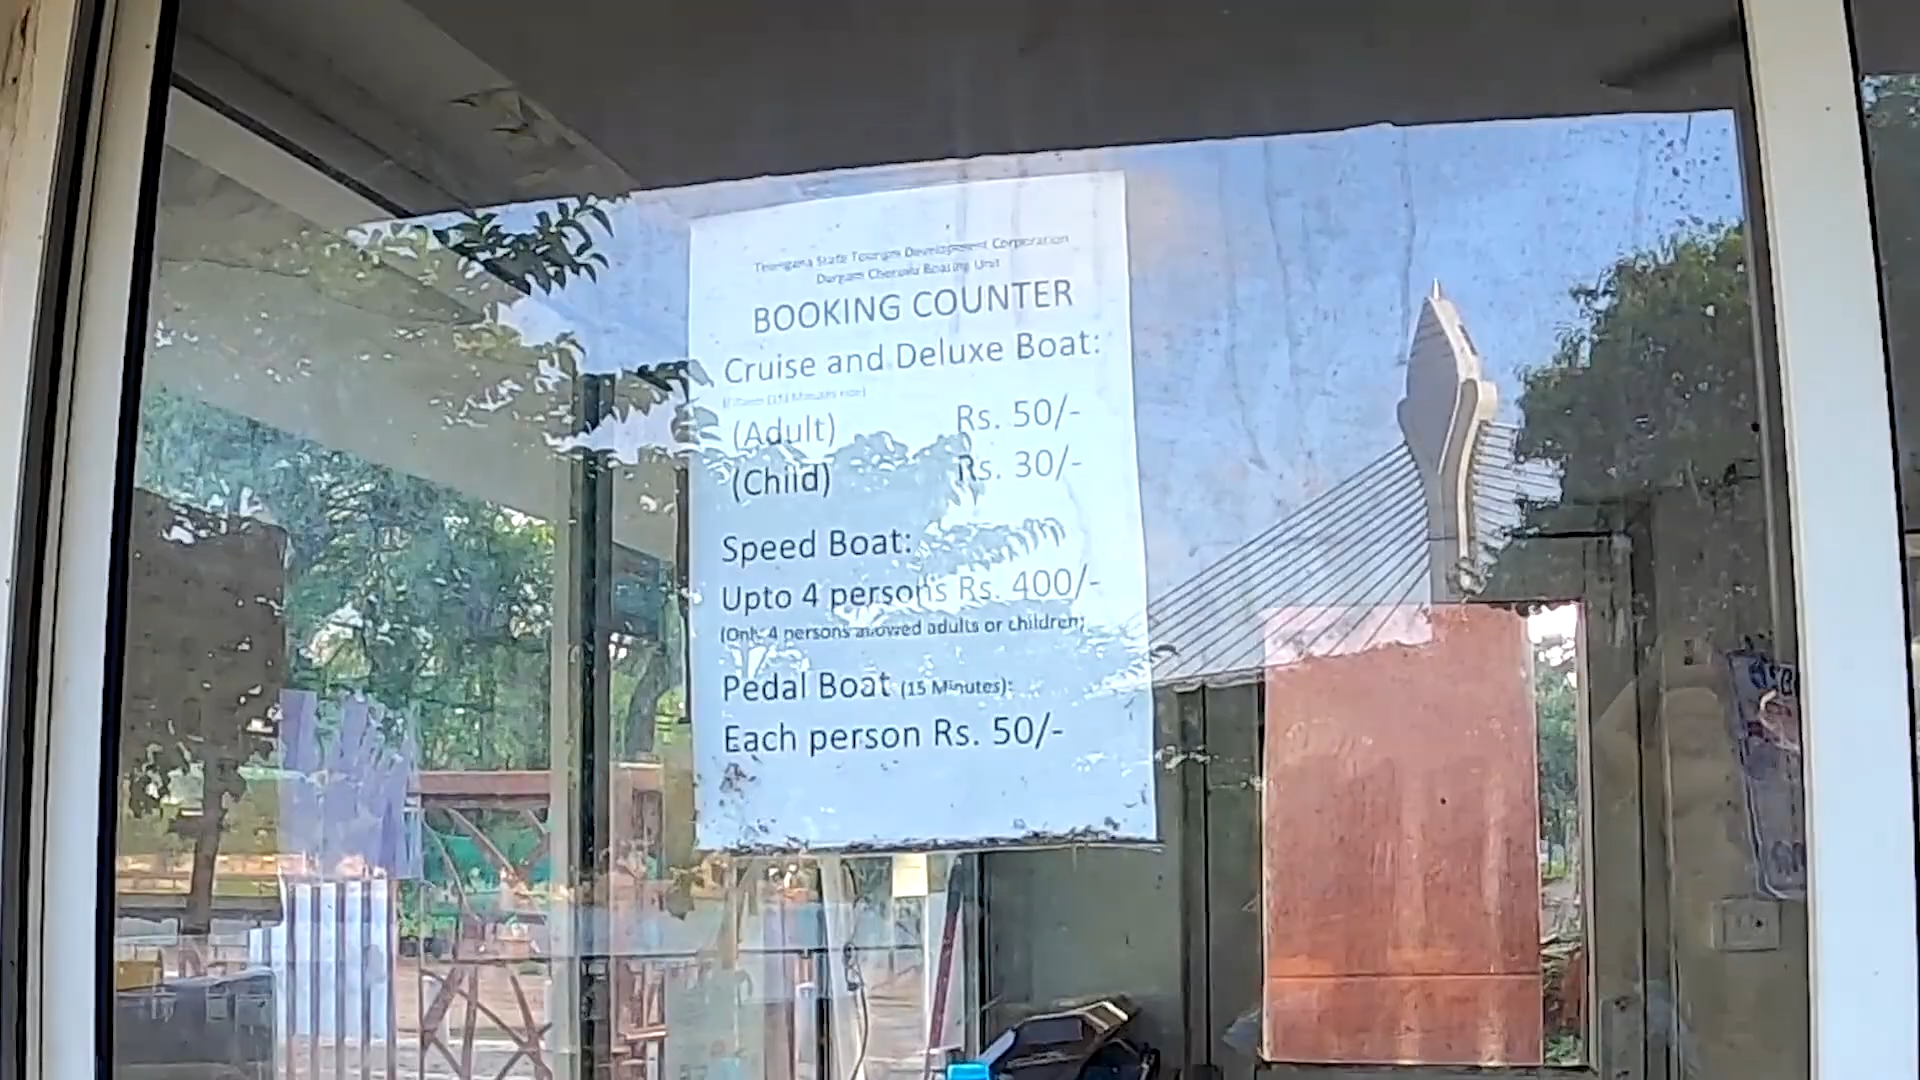 Telangana State Tourism Development Corporation
Durgam Cheruvu Boating Unit
BOOKING COUNTER
Cruise and Deluxe Boat:
(Adult) Rs. 50/-
(Child) Rs. 30/-
Speed Boat:
Upto 4 persons Rs. 400/-
(Only 4 persons allowed adults or children)
Pedal Boat (15 Minutes):
Each person Rs. 50/-